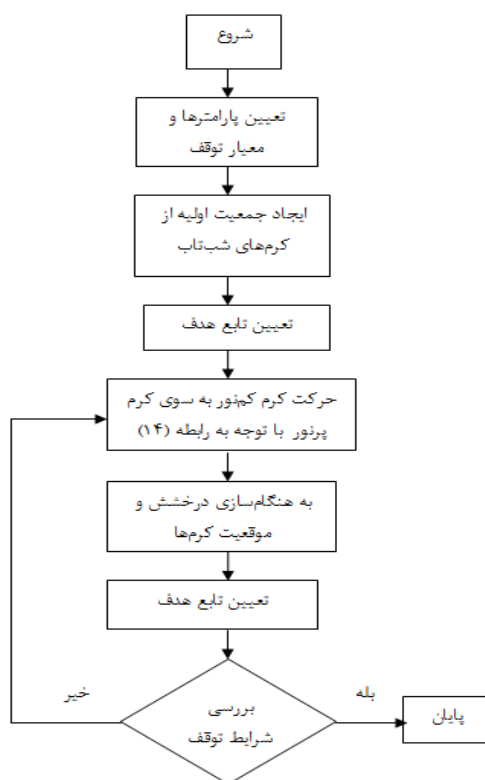 شروع
تعیین پارامترها و
معیار توقف
ایجاد جمعیت اولیه از
کرم‌های شب‌تاب
تعیین تابع هدف
حرکت کرم کم‌نور به سوی کرم
پرنور با توجه به رابطه (۱۴)
به هنگام‌سازی درخشش و
موقعیت کرم‌ها
تعیین تابع هدف
بررسی
شرایط توقف
خیر
بله
پایان